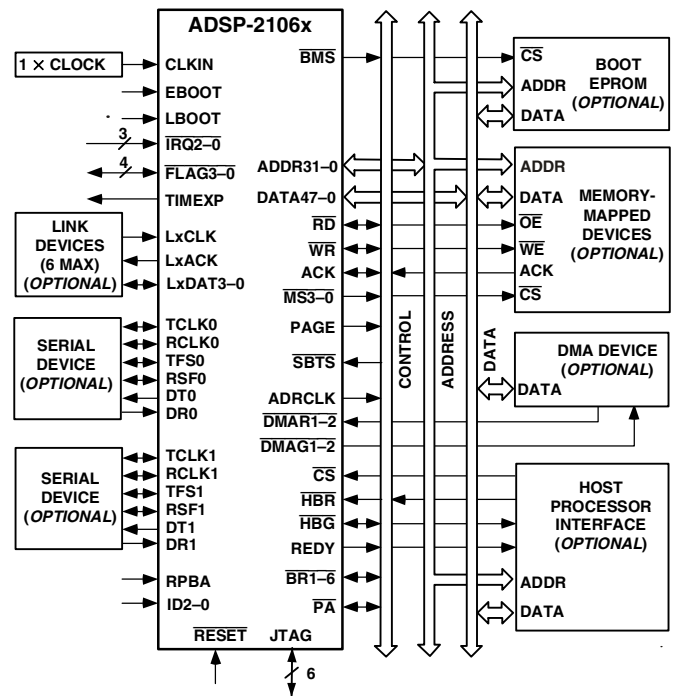 ADSP-2106x
1 × CLOCK
CLKIN
EBOOT
LBOOT
3
IRQ2–0
4
FLAG3–0
TIMEXP
LINK
DEVICES
(6 MAX)
(OPTIONAL)
LxCLK
LxACK
LxDAT3–0
SERIAL
DEVICE
(OPTIONAL)
TCLK0
RCLK0
TFS0
RSF0
DT0
DR0
SERIAL
DEVICE
(OPTIONAL)
TCLK1
RCLK1
TFS1
RSF1
DT1
DR1
RPBA
ID2–0
RESET
JTAG
6
BMS
ADDR31–0
DATA47–0
RD
WR
ACK
MS3–0
PAGE
SBTS
ADRCLK
DMAR1–2
DMAG1–2
CS
HBR
HBG
REDY
BR1–6
PA
CONTROL
ADDRESS
DATA
CS
ADDR
DATA
BOOT
EPROM
(OPTIONAL)
ADDR
DATA
OE
WE
ACK
CS
MEMORY-
MAPPED
DEVICES
(OPTIONAL)
DMA DEVICE
(OPTIONAL)
DATA
HOST
PROCESSOR
INTERFACE
(OPTIONAL)
ADDR
DATA